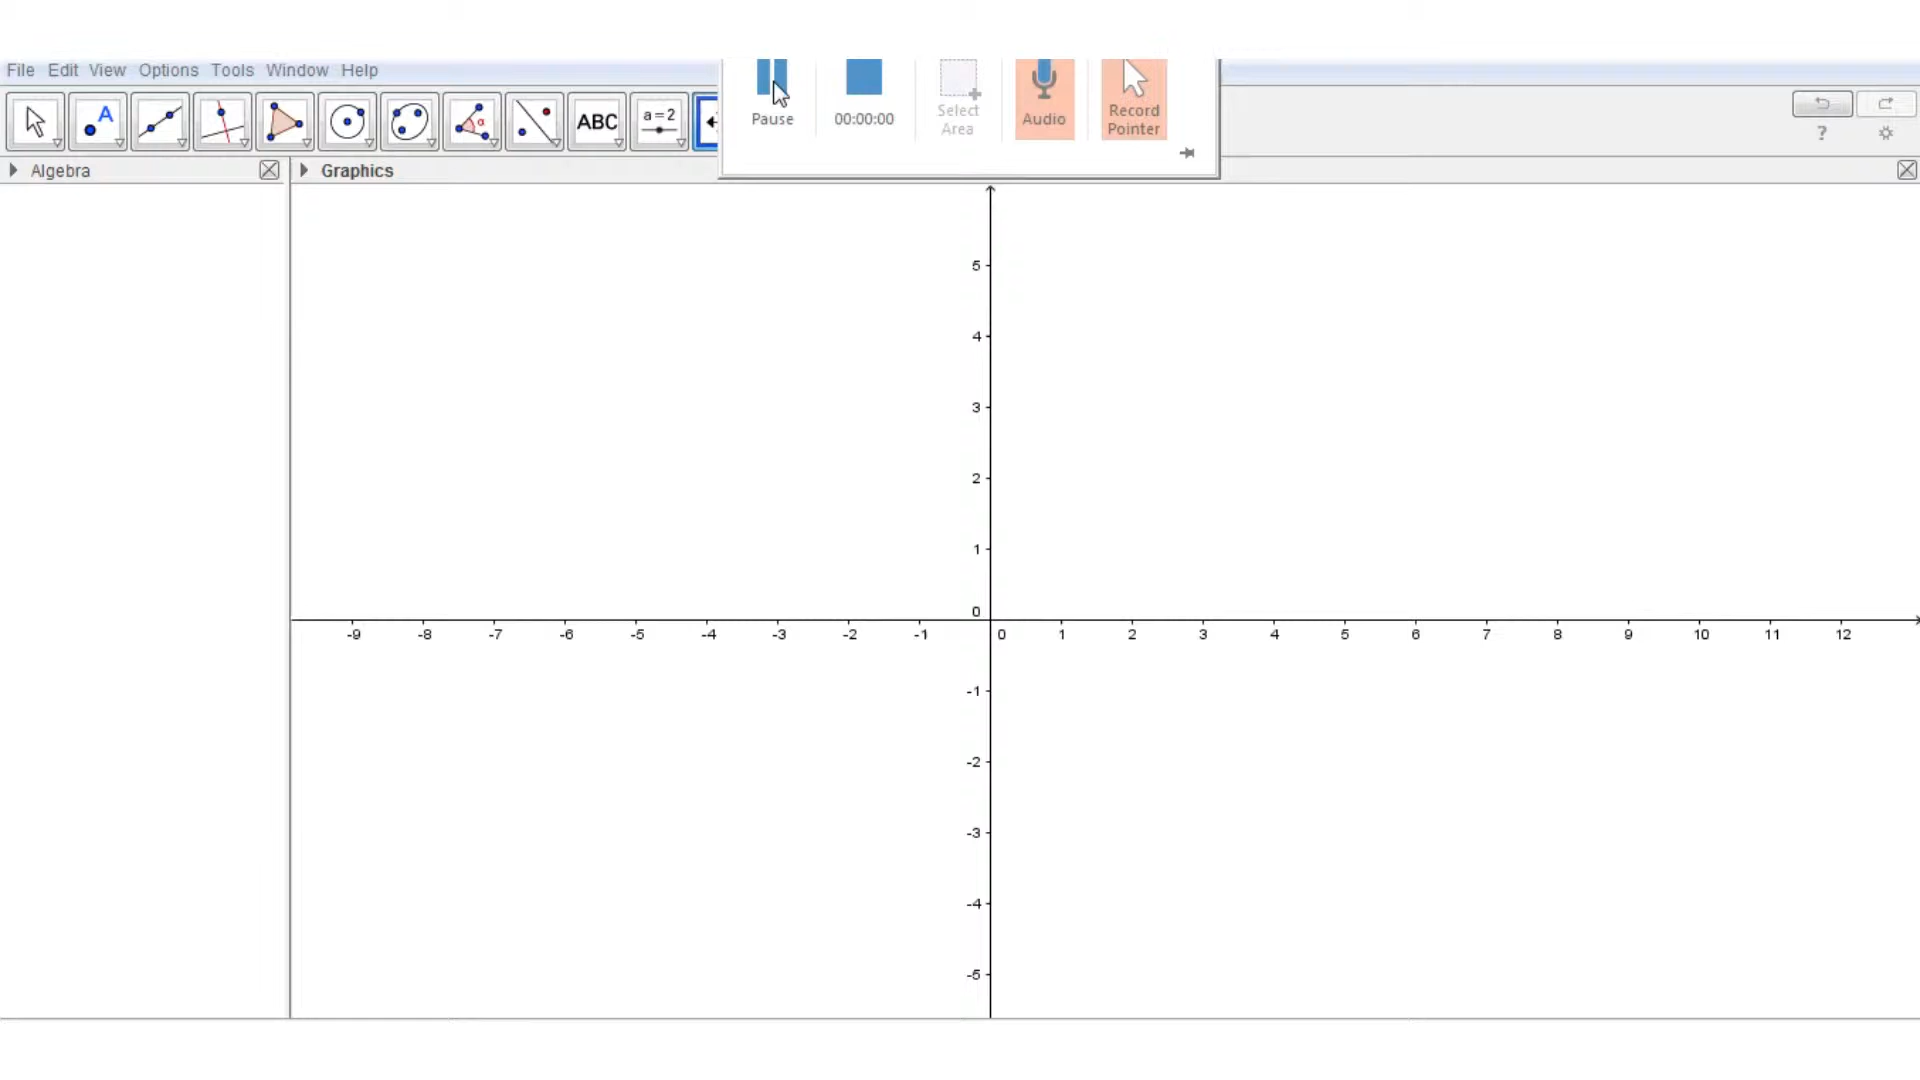 File Edit View Options Tools Window Help
A
α
ABC
a=2
Pause
00:00:00
Select
Area
Audio
Record
Pointer
?
Algebra
Graphics
5
4
3
2
1
0
-9 -8 -7 -6 -5 -4 -3 -2 -1 0 1 2 3 4 5 6 7 8 9 10 11 12
-1
-2
-3
-4
-5